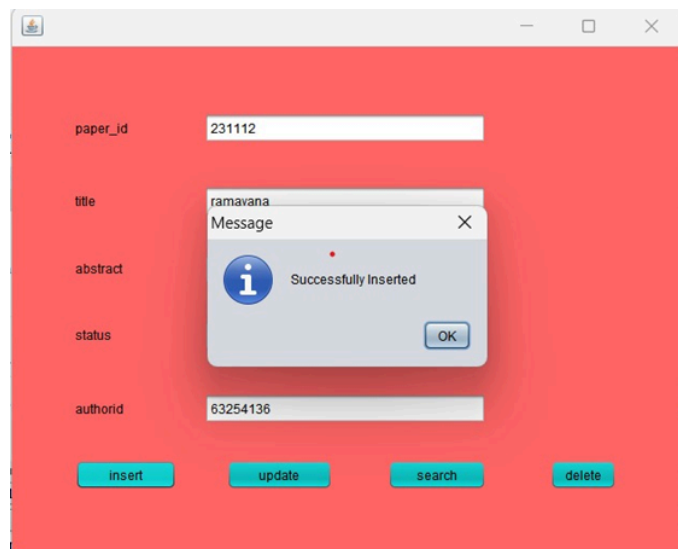 paper_id 231112
title ramayana
Message
abstract
Successfully Inserted
status
OK
authorid 63254136
insert update search delete